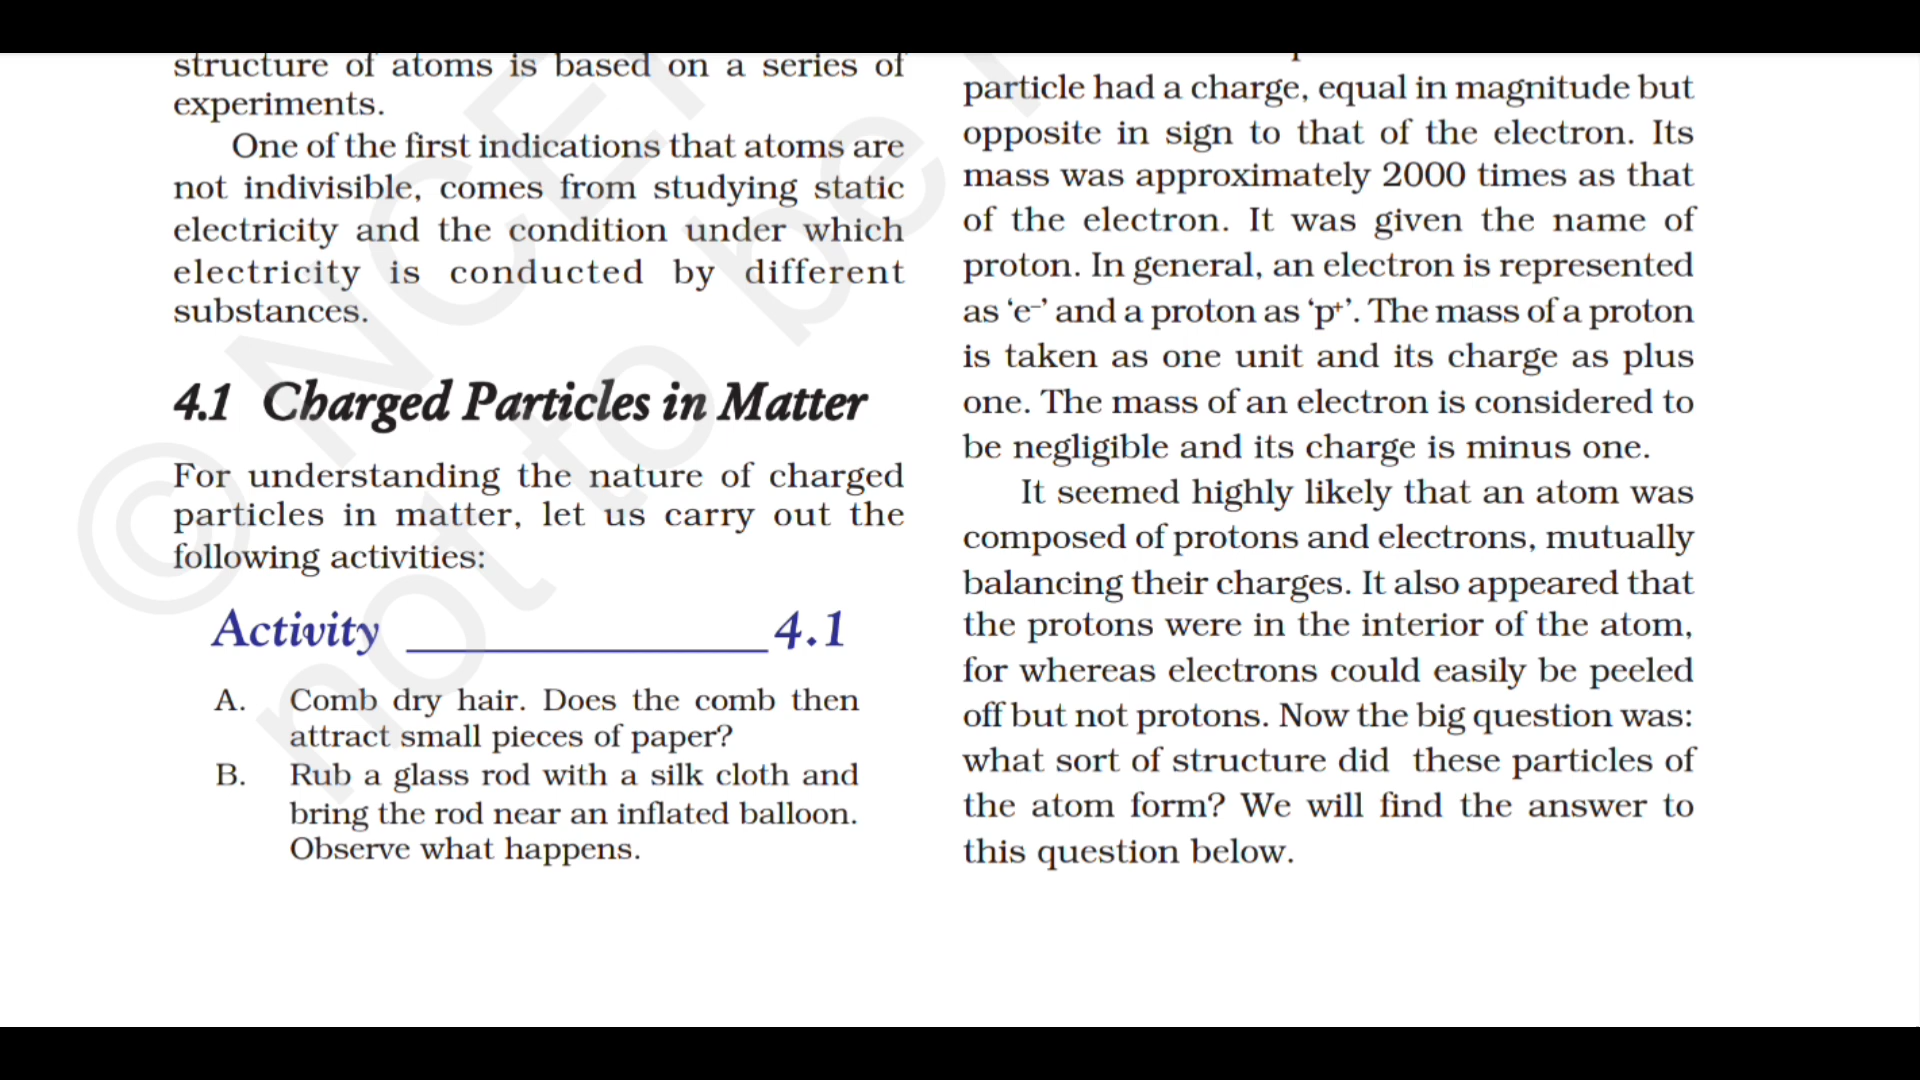 structure of atoms is based on a series of
experiments.
One of the first indications that atoms are
not indivisible, comes from studying static
electricity and the condition under which
electricity is conducted by different
substances.
4.1 Charged Particles in Matter
For understanding the nature of charged
particles in matter, let us carry out the
following activities:
Activity ______________ 4.1
A. Comb dry hair. Does the comb then
attract small pieces of paper?
B. Rub a glass rod with a silk cloth and
bring the rod near an inflated balloon.
Observe what happens.
particle had a charge, equal in magnitude but
opposite in sign to that of the electron. Its
mass was approximately 2000 times as that
of the electron. It was given the name of
proton. In general, an electron is represented
as ‘e⁻’ and a proton as ‘p⁺’. The mass of a proton
is taken as one unit and its charge as plus
one. The mass of an electron is considered to
be negligible and its charge is minus one.
It seemed highly likely that an atom was
composed of protons and electrons, mutually
balancing their charges. It also appeared that
the protons were in the interior of the atom,
for whereas electrons could easily be peeled
off but not protons. Now the big question was:
what sort of structure did these particles of
the atom form? We will find the answer to
this question below.
not to be